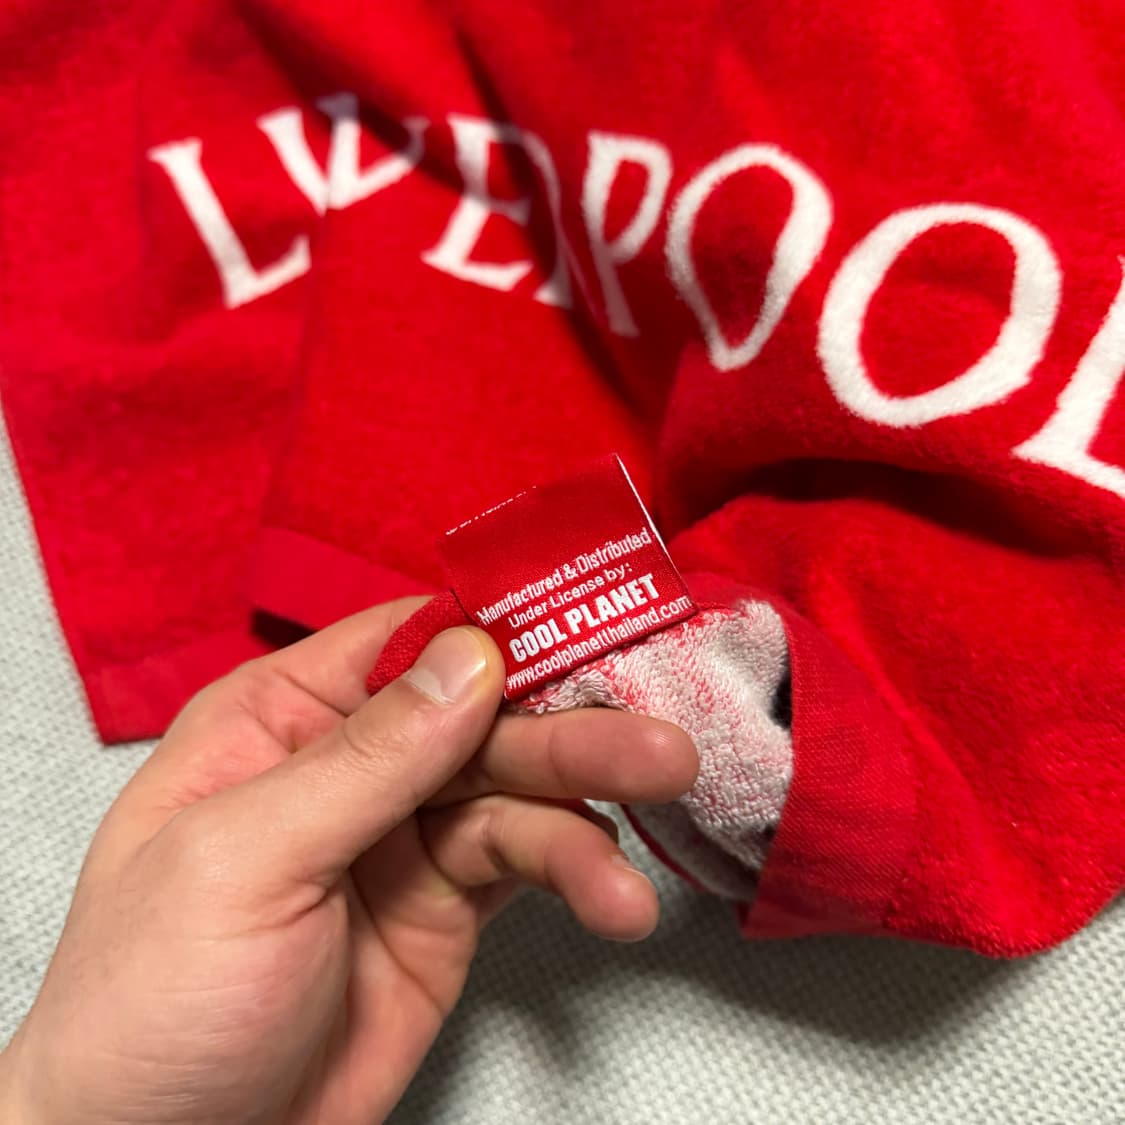 LIVERPOOL
Manufactured & Distributed
Under License by:
COOL PLANET
www.coolplanetthailand.com